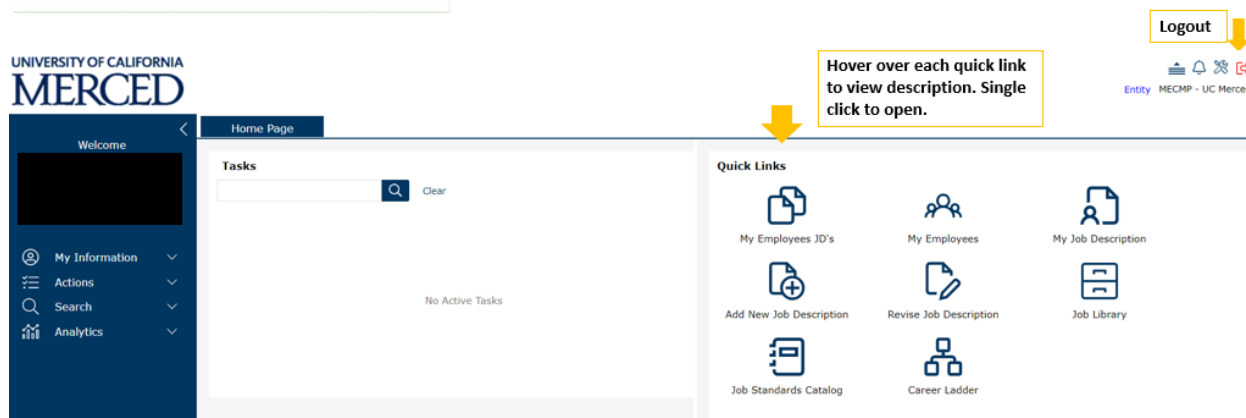 Logout
UNIVERSITY OF CALIFORNIA
MERCED
Hover over each quick link
to view description. Single
click to open.
Entity MECMP - UC Merce
Welcome
Home Page
Tasks
Clear
No Active Tasks
My Information
Actions
Search
Analytics
Quick Links
My Employees JD's
My Employees
My Job Description
Add New Job Description
Revise Job Description
Job Library
Job Standards Catalog
Career Ladder